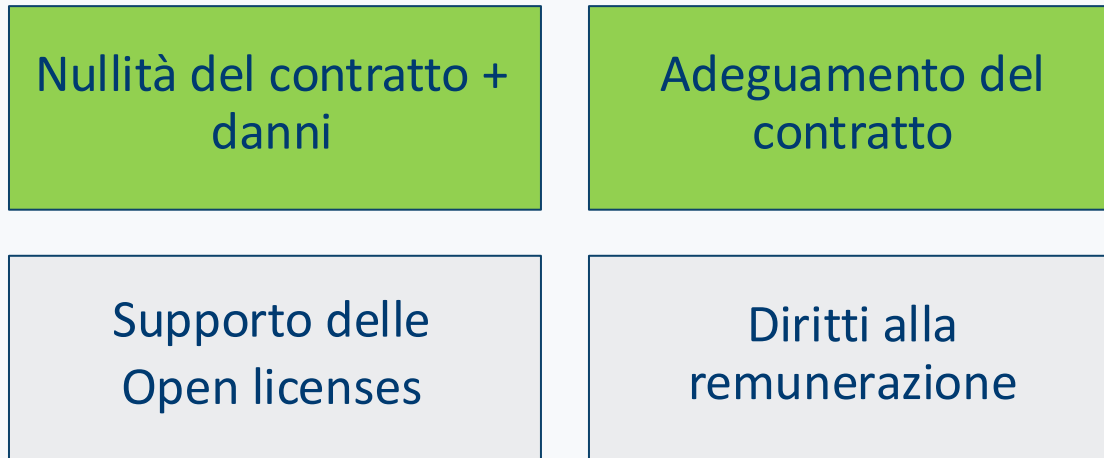 Nullità del contratto +
danni
Adeguamento del
contratto
Supporto delle
Open licenses
Diritti alla
remunerazione